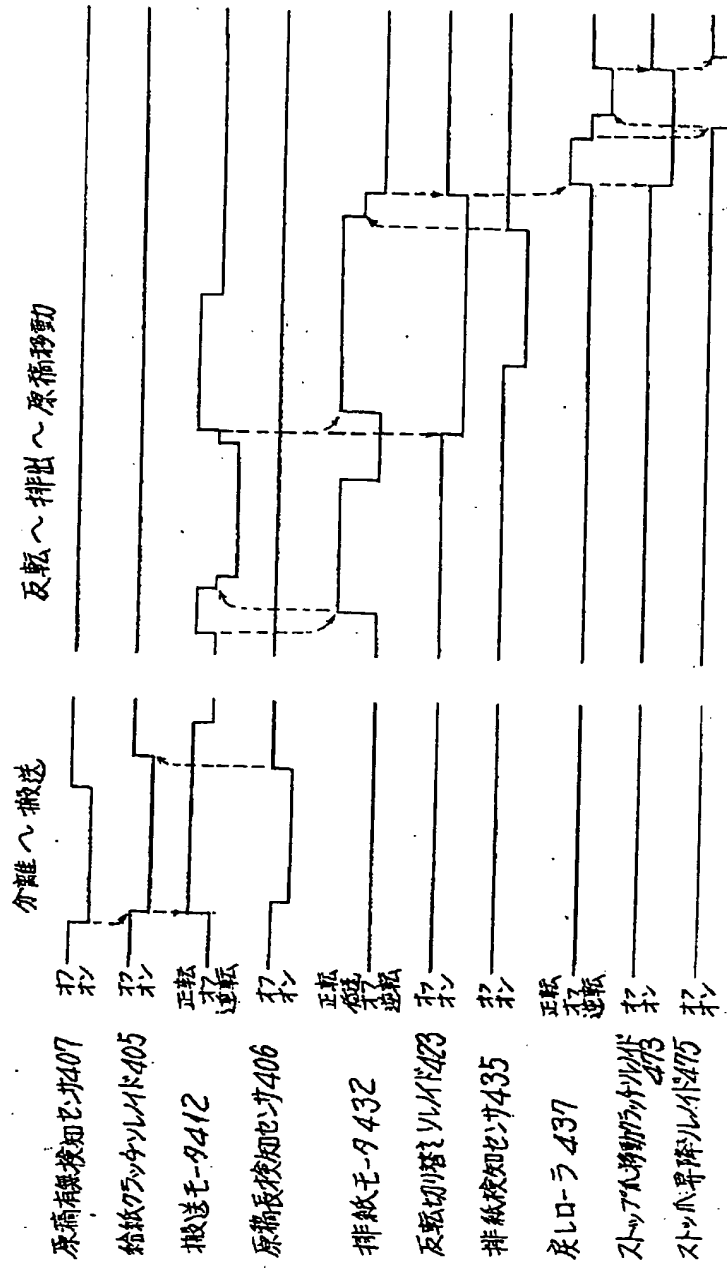 分離〜搬送
反転〜排出〜原稿移動
原稿有無検知センサ407
オフ
オン
給紙クラッチソレノイド405
オフ
オン
搬送モータ412
正転
オフ
逆転
原稿長検知センサ406
オフ
オン
排紙モータ432
正転
低速
オフ
逆転
反転切り替えソレノイド423
オフ
オン
排紙検知センサ435
オフ
オン
戻しローラ437
正転
オフ
逆転
ストップ爪移動クラッチソレノイド
473
オフ
オン
ストッパ昇降ソレノイド475
オフ
オン